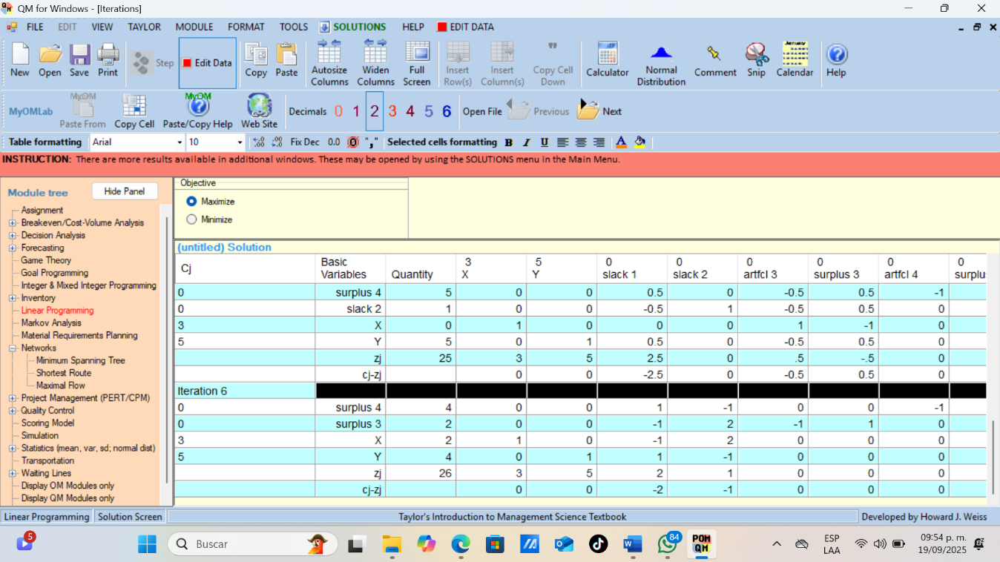 QM for Windows - [Iterations]
FILE EDIT VIEW TAYLOR MODULE FORMAT TOOLS SOLUTIONS HELP EDIT DATA
New Open Save Print Step Edit Data Copy Paste Autosize Columns Widen Columns Full Screen Insert Row(s) Insert Column(s) Copy Cell Down Calculator Normal Distribution Comment Snip Calendar Help
MyOMLab Paste From Copy Cell Paste/Copy Help Web Site Decimals 0 1 2 3 4 5 6 Open File Previous Next
Table formatting Arial 10 Fix Dec 0.0 "," Selected cells formatting B I U A
INSTRUCTION: There are more results available in additional windows. These may be opened by using the SOLUTIONS menu in the Main Menu.
Module tree
Hide Panel
Assignment
Breakeven/Cost-Volume Analysis
Decision Analysis
Forecasting
Game Theory
Goal Programming
Integer & Mixed Integer Programming
Inventory
Linear Programming
Markov Analysis
Material Requirements Planning
Networks
Minimum Spanning Tree
Shortest Route
Maximal Flow
Project Management (PERT/CPM)
Quality Control
Scoring Model
Simulation
Statistics (mean, var, sd; normal dist)
Transportation
Waiting Lines
Display OM Modules only
Display QM Modules only
Objective
Maximize
Minimize
(untitled) Solution
Cj Basic Variables Quantity 3 X 5 Y 0 slack 1 0 slack 2 0 artfcl 3 0 surplus 3 0 artfcl 4 0 surplu
0 surplus 4 5 0 0 0.5 0 -0.5 0.5 -1
0 slack 2 1 0 0 -0.5 1 -0.5 0.5 0
3 X 0 1 0 0 0 1 -1 0
5 Y 5 0 1 0.5 0 -0.5 0.5 0
zj 25 3 5 2.5 0 .5 -.5 0
cj-zj 0 0 -2.5 0 -0.5 0.5 0
Iteration 6
0 surplus 4 4 0 0 1 -1 0 0 -1
0 surplus 3 2 0 0 -1 2 -1 1 0
3 X 2 1 0 -1 2 0 0 0
5 Y 4 0 1 1 -1 0 0 0
zj 26 3 5 2 1 0 0 0
cj-zj 0 0 -2 -1 0 0 0
Linear Programming Solution Screen Taylor's Introduction to Management Science Textbook Developed by Howard J. Weiss
5 Buscar 84 POM QM ESP LAA 09:54 p. m. 19/09/2025